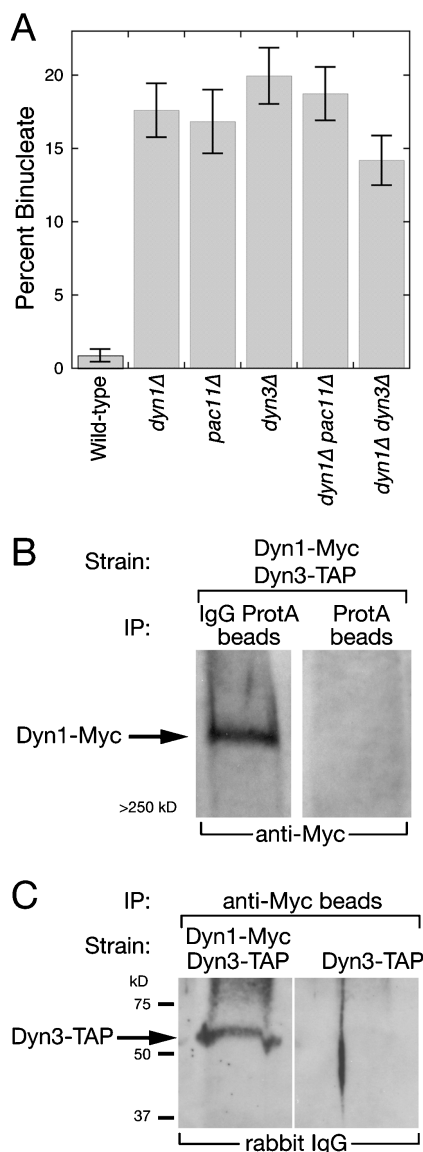 A
Percent Binucleate
20
15
10
5
0
Wild-type
dyn1Δ
pac11Δ
dyn3Δ
dyn1Δ pac11Δ
dyn1Δ dyn3Δ
B
Strain:
Dyn1-Myc
Dyn3-TAP
IP:
IgG ProtA
beads
ProtA
beads
Dyn1-Myc
>250 kD
anti-Myc
C
IP:
anti-Myc beads
Strain:
Dyn1-Myc
Dyn3-TAP
Dyn3-TAP
kD
75
Dyn3-TAP
50
37
rabbit IgG